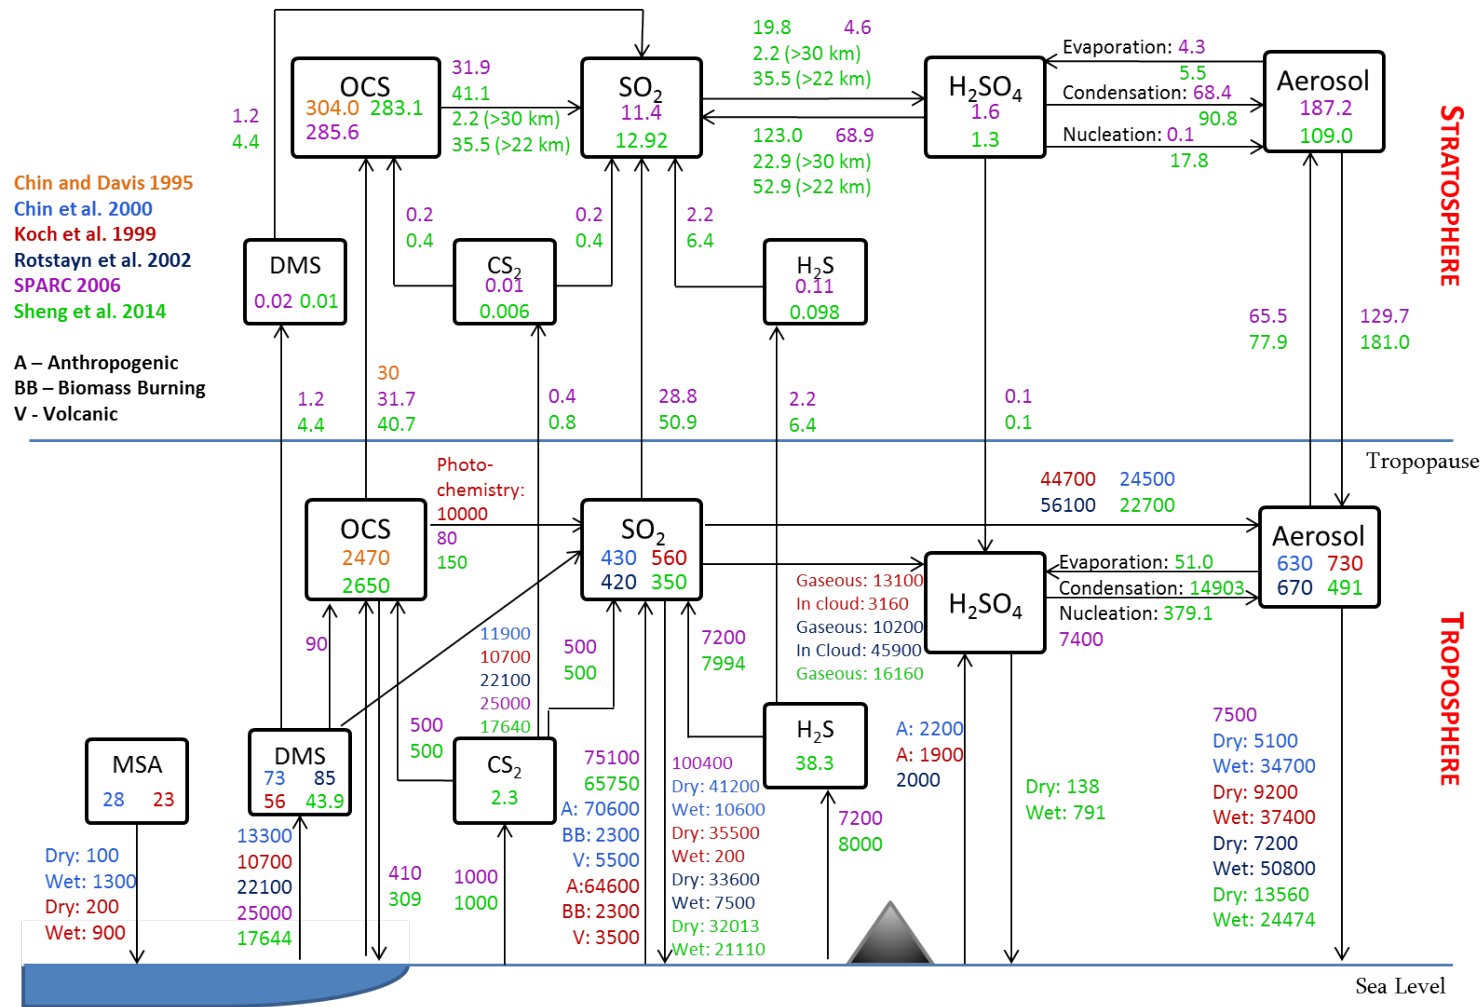 19.8 4.6
2.2 (>30 km)
35.5 (>22 km)
Evaporation: 4.3
5.5
Condensation: 68.4
90.8
Nucleation: 0.1
17.8
OCS
304.0 283.1
285.6
31.9
41.1
2.2 (>30 km)
35.5 (>22 km)
SO2
11.4
12.92
123.0 68.9
22.9 (>30 km)
52.9 (>22 km)
H2SO4
1.6
1.3
Aerosol
187.2
109.0
STRATOSPHERE
1.2
4.4
Chin and Davis 1995
Chin et al. 2000
Koch et al. 1999
Rotstayn et al. 2002
SPARC 2006
Sheng et al. 2014
A – Anthropogenic
BB – Biomass Burning
V - Volcanic
0.2
0.4
0.2
0.4
2.2
6.4
DMS
0.02 0.01
CS2
0.01
0.006
H2S
0.11
0.098
65.5
77.9
129.7
181.0
1.2
4.4
30
31.7
40.7
0.4
0.8
28.8
50.9
2.2
6.4
0.1
0.1
Tropopause
Photo-
chemistry:
10000
80
150
OCS
2470
2650
SO2
430 560
420 350
44700 24500
56100 22700
Aerosol
630 730
670 491
Evaporation: 51.0
Condensation: 14903
Nucleation: 379.1
7400
H2SO4
Gaseous: 13100
In cloud: 3160
Gaseous: 10200
In Cloud: 45900
Gaseous: 16160
TROPOSPHERE
90
11900
10700
22100
25000
17640
500
500
7200
7994
500
500
MSA
28 23
DMS
73 85
56 43.9
CS2
2.3
H2S
38.3
A: 2200
A: 1900
2000
Dry: 138
Wet: 791
7500
Dry: 5100
Wet: 34700
Dry: 9200
Wet: 37400
Dry: 7200
Wet: 50800
Dry: 13560
Wet: 24474
Dry: 100
Wet: 1300
Dry: 200
Wet: 900
13300
10700
22100
25000
17644
410
309
1000
1000
75100
65750
A: 70600
BB: 2300
V: 5500
A:64600
BB: 2300
V: 3500
100400
Dry: 41200
Wet: 10600
Dry: 35500
Wet: 200
Dry: 33600
Wet: 7500
Dry: 32013
Wet: 21110
7200
8000
Sea Level